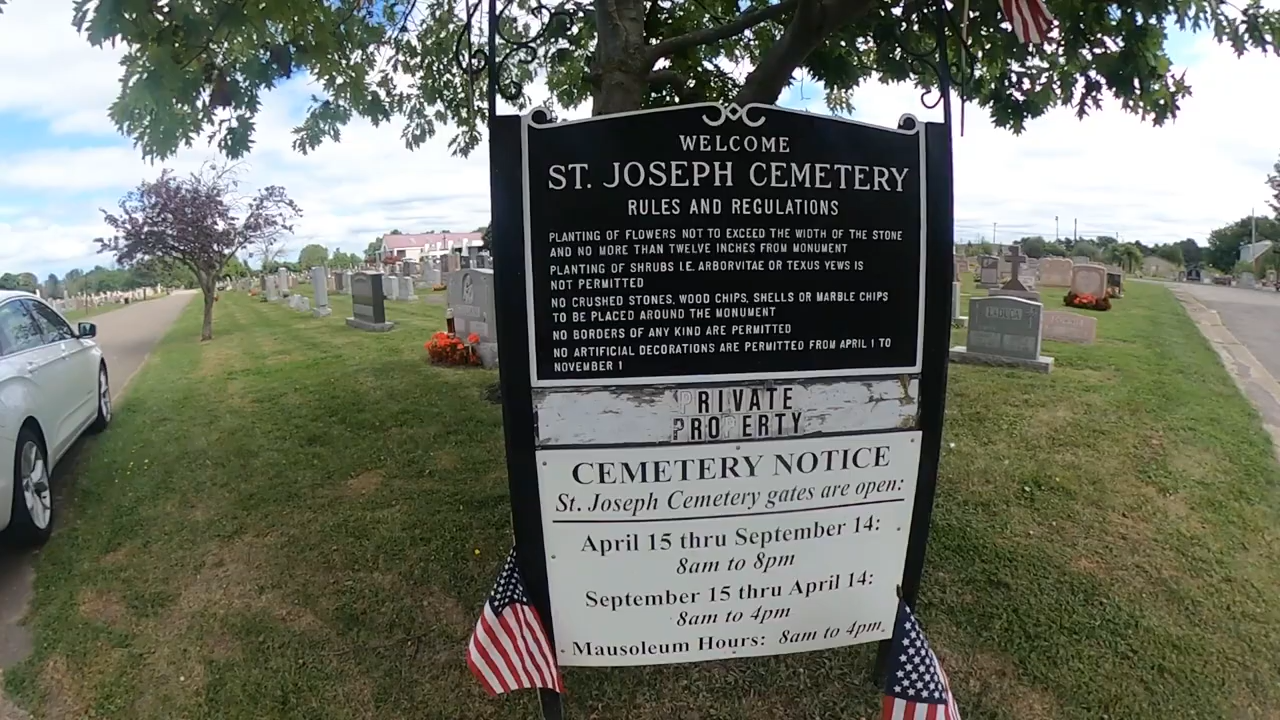 WELCOME
ST. JOSEPH CEMETERY
RULES AND REGULATIONS
PLANTING OF FLOWERS NOT TO EXCEED THE WIDTH OF THE STONE
AND NO MORE THAN TWELVE INCHES FROM MONUMENT
PLANTING OF SHRUBS I.E. ARBORVITAE OR TEXUS YEWS IS
NOT PERMITTED
NO CRUSHED STONES, WOOD CHIPS, SHELLS OR MARBLE CHIPS
TO BE PLACED AROUND THE MONUMENT
NO BORDERS OF ANY KIND ARE PERMITTED
NO ARTIFICIAL DECORATIONS ARE PERMITTED FROM APRIL 1 TO
NOVEMBER 1
PRIVATE
PROPERTY
CEMETERY NOTICE
St. Joseph Cemetery gates are open:
April 15 thru September 14:
8am to 8pm
September 15 thru April 14:
8am to 4pm
Mausoleum Hours: 8am to 4pm
LADUCA